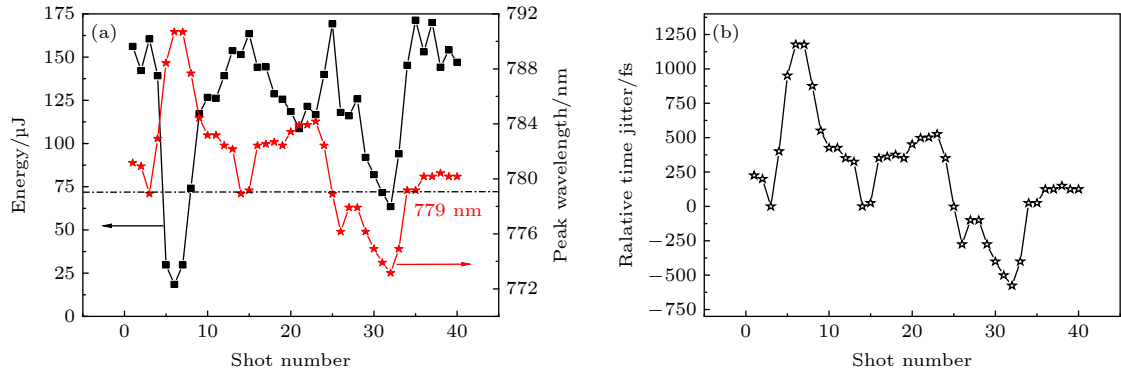 (a)
Energy/μJ
175
150
125
100
75
50
25
0
792
788
784
780
776
772
Peak wavelength/nm
779 nm
0 10 20 30 40
Shot number
(b)
Ralative time jitter/fs
1250
1000
750
500
250
0
−250
−500
−750
0 10 20 30 40
Shot number